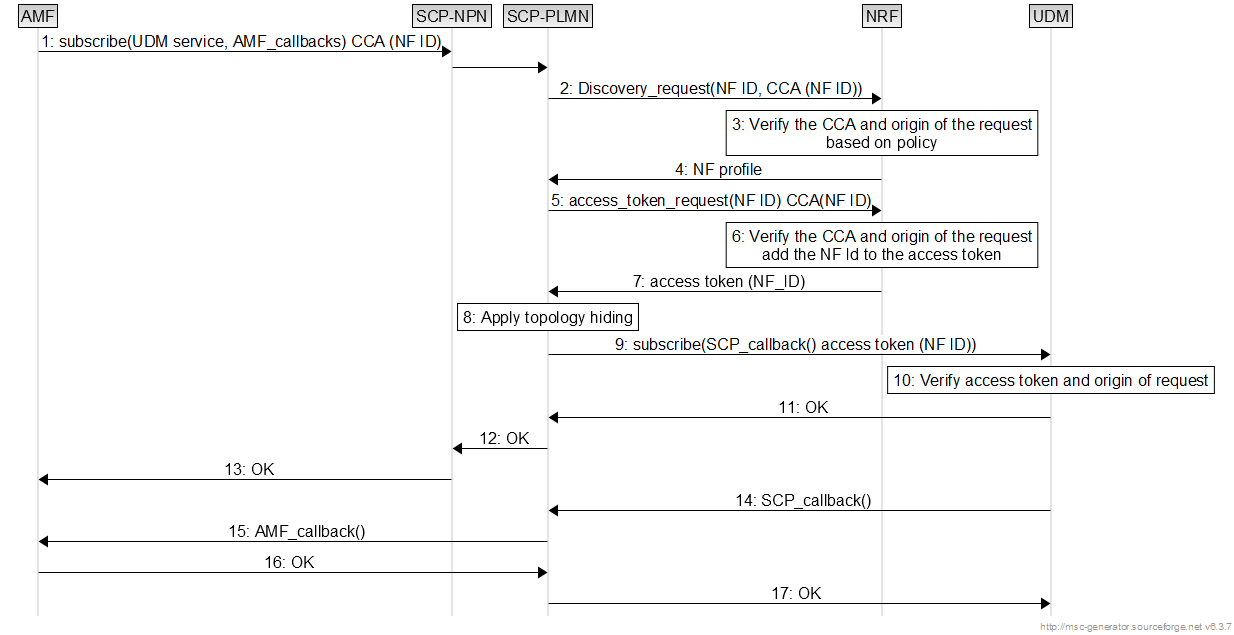 AMF
SCP-NPN
SCP-PLMN
NRF
UDM
1: subscribe(UDM service, AMF_callbacks) CCA (NF ID)
2: Discovery_request(NF ID, CCA (NF ID))
3: Verify the CCA and origin of the request
based on policy
4: NF profile
5: access_token_request(NF ID) CCA(NF ID)
6: Verify the CCA and origin of the request
add the NF Id to the access token
7: access token (NF_ID)
8: Apply topology hiding
9: subscribe(SCP_callback() access token (NF ID))
10: Verify access token and origin of request
11: OK
12: OK
13: OK
14: SCP_callback()
15: AMF_callback()
16: OK
17: OK
http://msc-generator.sourceforge.net v6.3.7